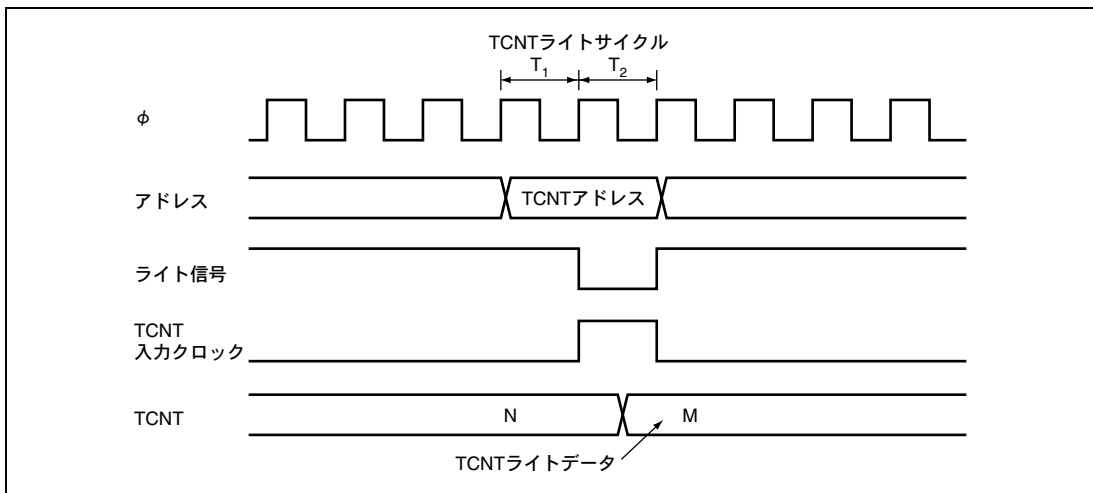 TCNTライトサイクル
T1 T2
φ
アドレス
TCNTアドレス
ライト信号
TCNT
入力クロック
TCNT
N
M
TCNTライトデータ